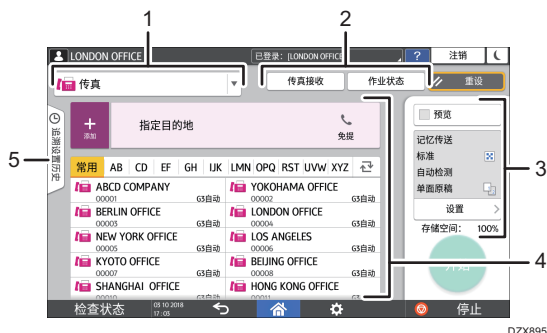 1
2
LONDON OFFICE
已登录: [LONDON OFFICE
?
注销
传真
传真接收
作业状态
重设
追溯设置历史
添加
指定目的地
免提
预览
记忆传送
标准
自动检测
单面原稿
设置
存储空间: 100%
常用 AB CD EF GH IJK LMN OPQ RST UVW XYZ
ABCD COMPANY
00001 G3自动
YOKOHAMA OFFICE
00002 G3自动
BERLIN OFFICE
00003 G3自动
LONDON OFFICE
00004 G3自动
NEW YORK OFFICE
00005 G3自动
LOS ANGELES
00006 G3自动
KYOTO OFFICE
00007 G3自动
BEIJING OFFICE
00008 G3自动
SHANGHAI OFFICE
HONG KONG OFFICE
检查状态
03 10 2018
17:03
停止
5
3
4
DZX895